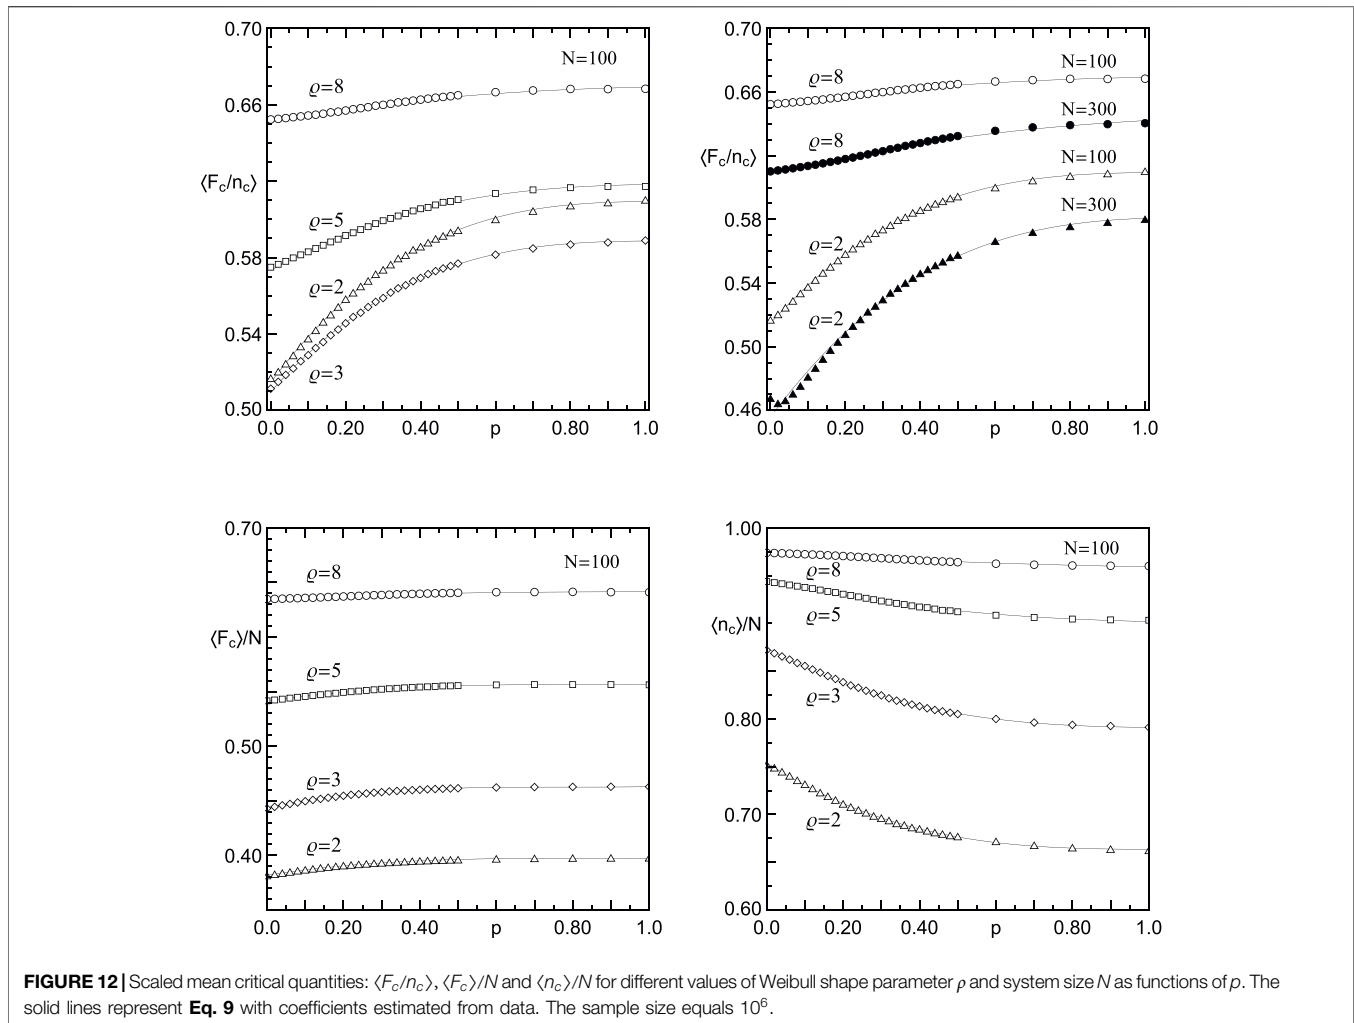 0.70
N=100
ϱ=8
0.66
⟨F_c/n_c⟩
ϱ=5
0.58
ϱ=2
0.54
ϱ=3
0.50
0.0 0.20 0.40 p 0.80 1.0
0.70
N=100
ϱ=8
0.66
N=300
ϱ=8
⟨F_c/n_c⟩
N=100
N=300
0.58
ϱ=2
0.54
ϱ=2
0.50
0.46
0.0 0.20 0.40 p 0.80 1.0
0.70
ϱ=8
N=100
⟨F_c⟩/N
ϱ=5
0.50
ϱ=3
ϱ=2
0.40
0.0 0.20 0.40 p 0.80 1.0
1.00
N=100
ϱ=8
ϱ=5
⟨n_c⟩/N
ϱ=3
0.80
0.70
ϱ=2
0.60
0.0 0.20 0.40 p 0.80 1.0
FIGURE 12 | Scaled mean critical quantities: ⟨F_c/n_c⟩, ⟨F_c⟩/N and ⟨n_c⟩/N for different values of Weibull shape parameter ρ and system size N as functions of p. The
solid lines represent Eq. 9 with coefficients estimated from data. The sample size equals 10⁶.